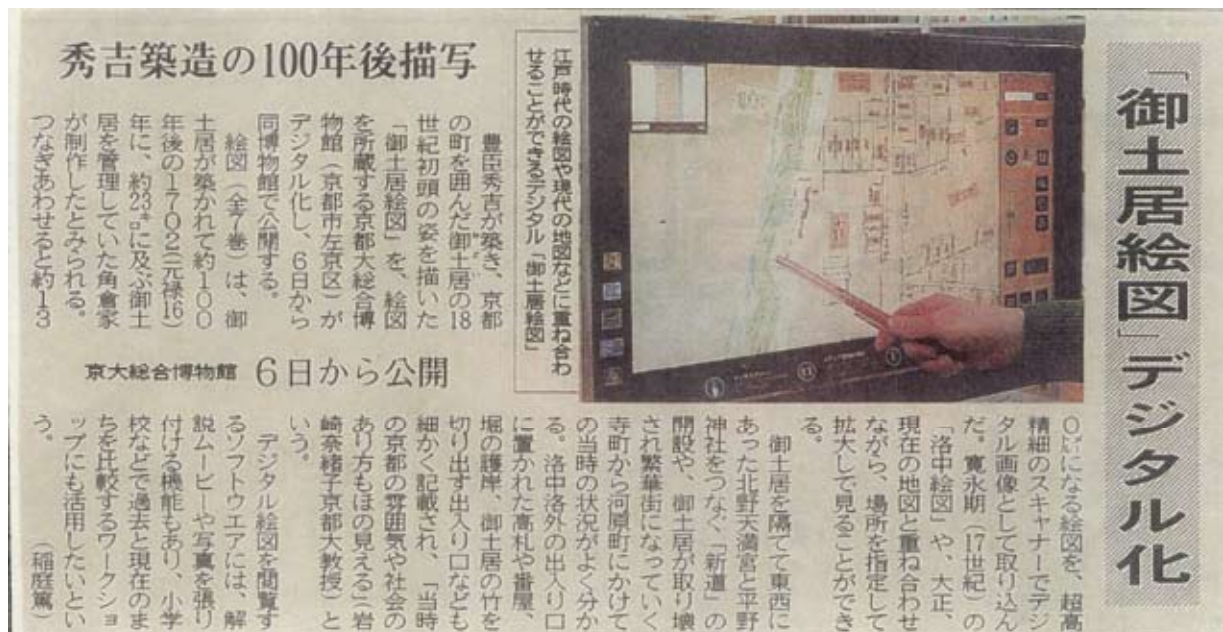 「御土居絵図」デジタル化
秀吉築造の100年後描写
江戸時代の絵図や現代の地図などに重ね合わ
せることができるデジタル「御土居絵図」
豊臣秀吉が築き、京都
の町を囲んだ御土居の18
世紀初頭の姿を描いた
「御土居絵図」を、絵図
を所蔵する京都大総合博
物館(京都市左京区)が
デジタル化し、6日から
同博物館で公開する。
絵図(全7巻)は、御
土居が築かれて約100
年後の1702(元禄16)
年に、約23㌔に及ぶ御土
居を管理していた角倉家
が制作したとみられる。
つなぎあわせると約13
京大総合博物館 6日から公開
0㍍になる絵図を、超高
精細のスキャナーでデジ
タル画像として取り込ん
だ。寛永期(17世紀)の
「洛中絵図」や、大正、
現在の地図と重ね合わせ
ながら、場所を指定して
拡大して見ることができ
る。
御土居を隔てて東西に
あった北野天満宮と平野
神社をつなぐ「新道」の
開設や、御土居が取り壊
され繁華街になっていく
寺町から河原町にかけて
の当時の状況がよく分か
る。洛中洛外の出入り口
に置かれた高札や番屋、
堀の護岸、御土居の竹を
切り出す出入り口なども
細かく記載され、「当時
の京都の雰囲気や社会の
あり方もほの見える」(岩
崎奈緒子京都大教授)と
いう。
デジタル絵図を閲覧す
るソフトウエアには、解
説ムービーや写真を張り
付ける機能もあり、小学
校などで過去と現在のま
ちを比較するワークショ
ップにも活用したいとい
う。 (稲庭篤)